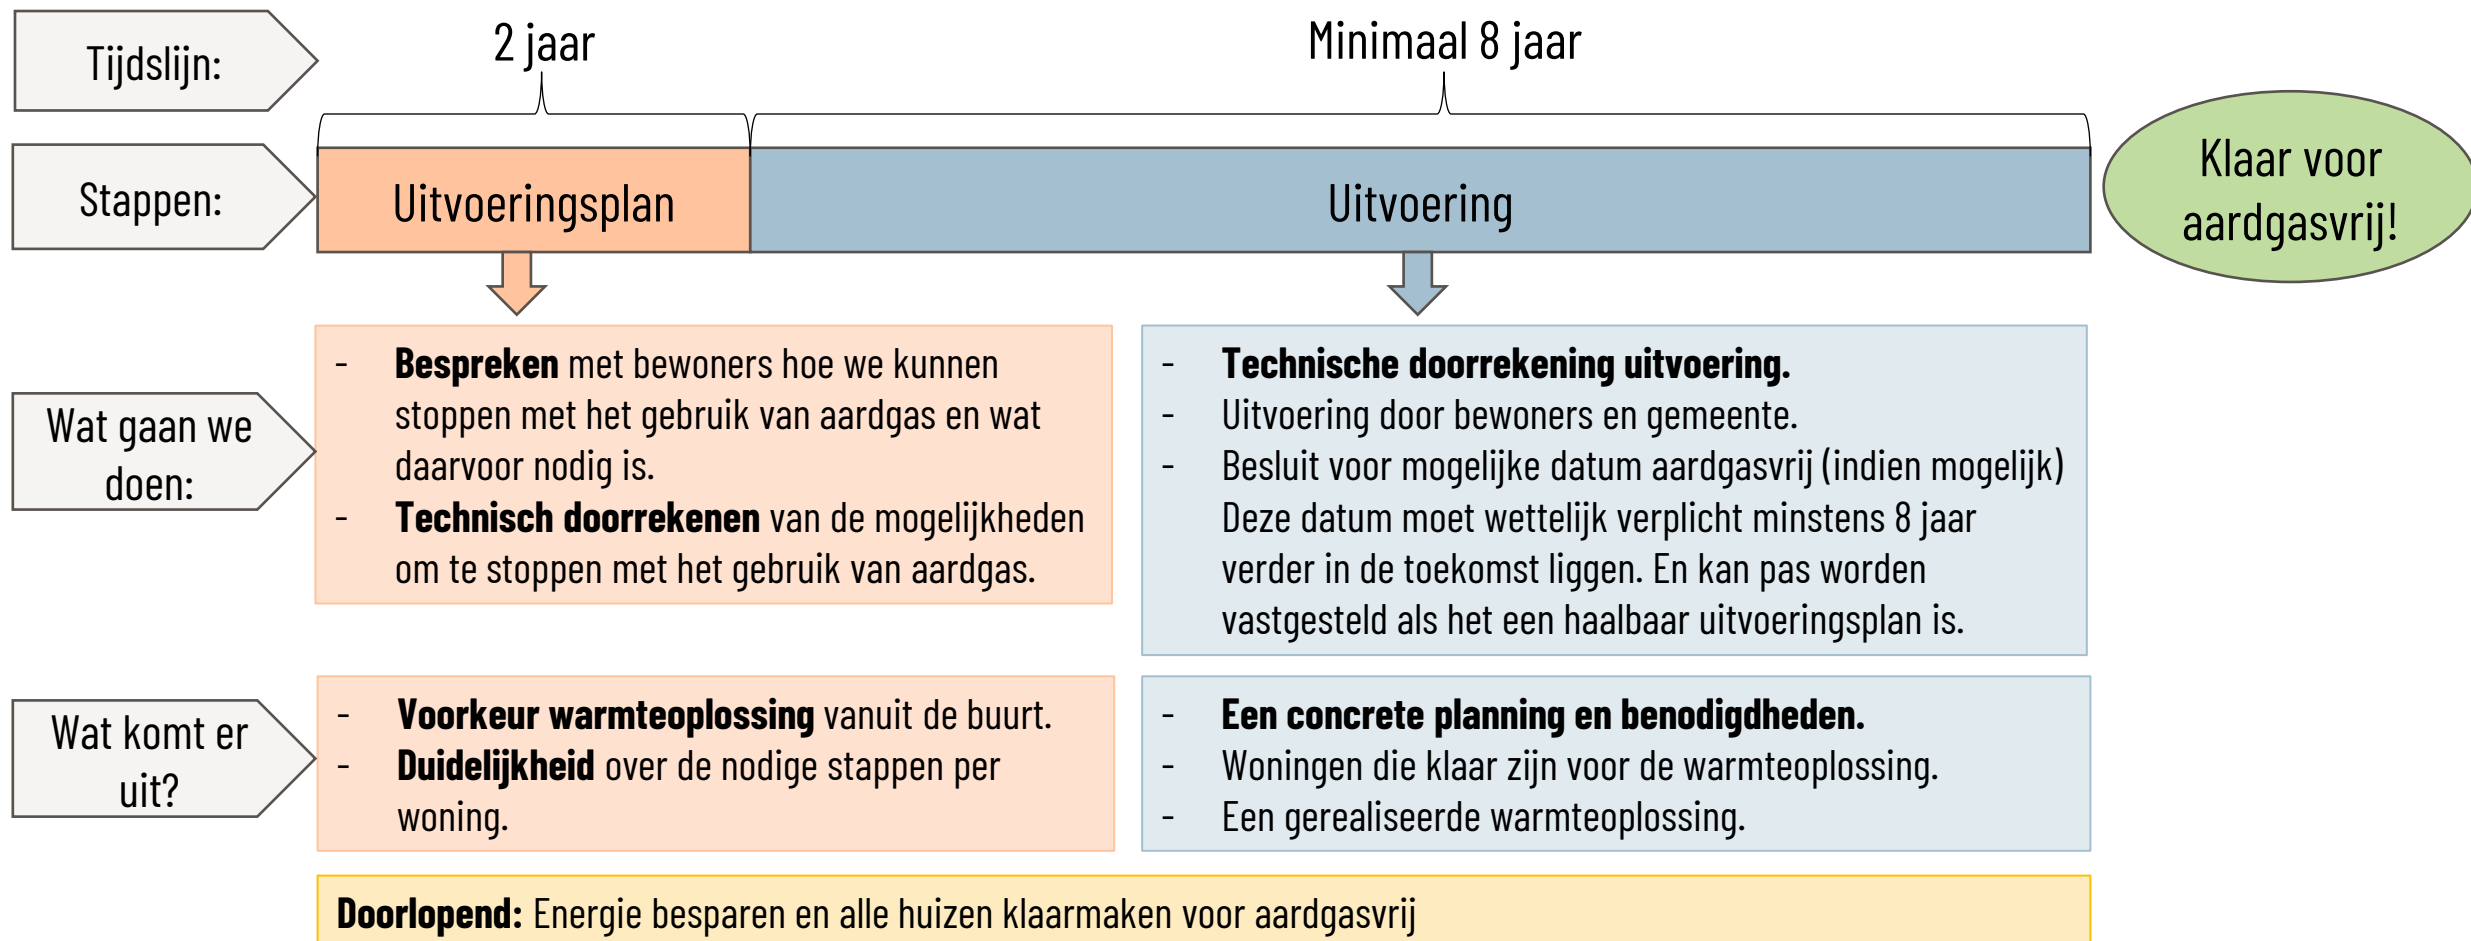 Tijdslijn:
2 jaar
Minimaal 8 jaar
Stappen:
Uitvoeringsplan
Uitvoering
Klaar voor
aardgasvrij!
Wat gaan we
doen:
- Bespreken met bewoners hoe we kunnen
stoppen met het gebruik van aardgas en wat
daarvoor nodig is.
- Technisch doorrekenen van de mogelijkheden
om te stoppen met het gebruik van aardgas.
- Technische doorrekening uitvoering.
- Uitvoering door bewoners en gemeente.
- Besluit voor mogelijke datum aardgasvrij (indien mogelijk)
Deze datum moet wettelijk verplicht minstens 8 jaar
verder in de toekomst liggen. En kan pas worden
vastgesteld als het een haalbaar uitvoeringsplan is.
Wat komt er
uit?
- Voorkeur warmteoplossing vanuit de buurt.
- Duidelijkheid over de nodige stappen per
woning.
- Een concrete planning en benodigdheden.
- Woningen die klaar zijn voor de warmteoplossing.
- Een gerealiseerde warmteoplossing.
Doorlopend: Energie besparen en alle huizen klaarmaken voor aardgasvrij